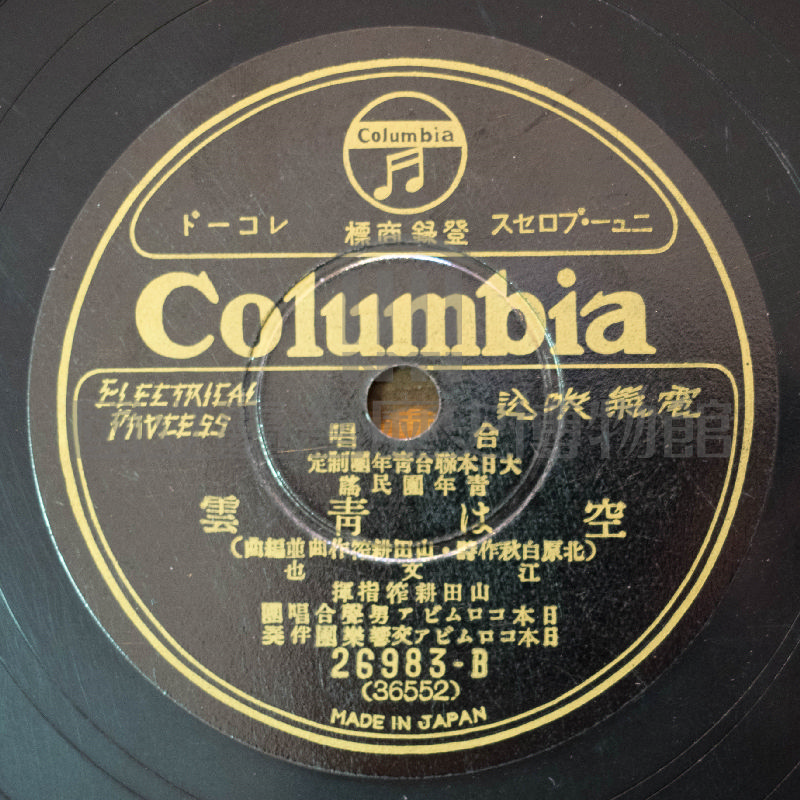 Columbia
ニュー・プロセス 登録商標 レコード
Columbia
ELECTRICAL
PROCESS
電氣吹込
合唱
大日本聯合青年團制定
青年團民謠
空は青雲
(北原白秋作詩・山田耕筰作曲並編曲)
江文也
山田耕筰指揮
日本コロムビア男聲合唱團
日本コロムビア交響樂團伴奏
26983-B
(36552)
MADE IN JAPAN
博物館